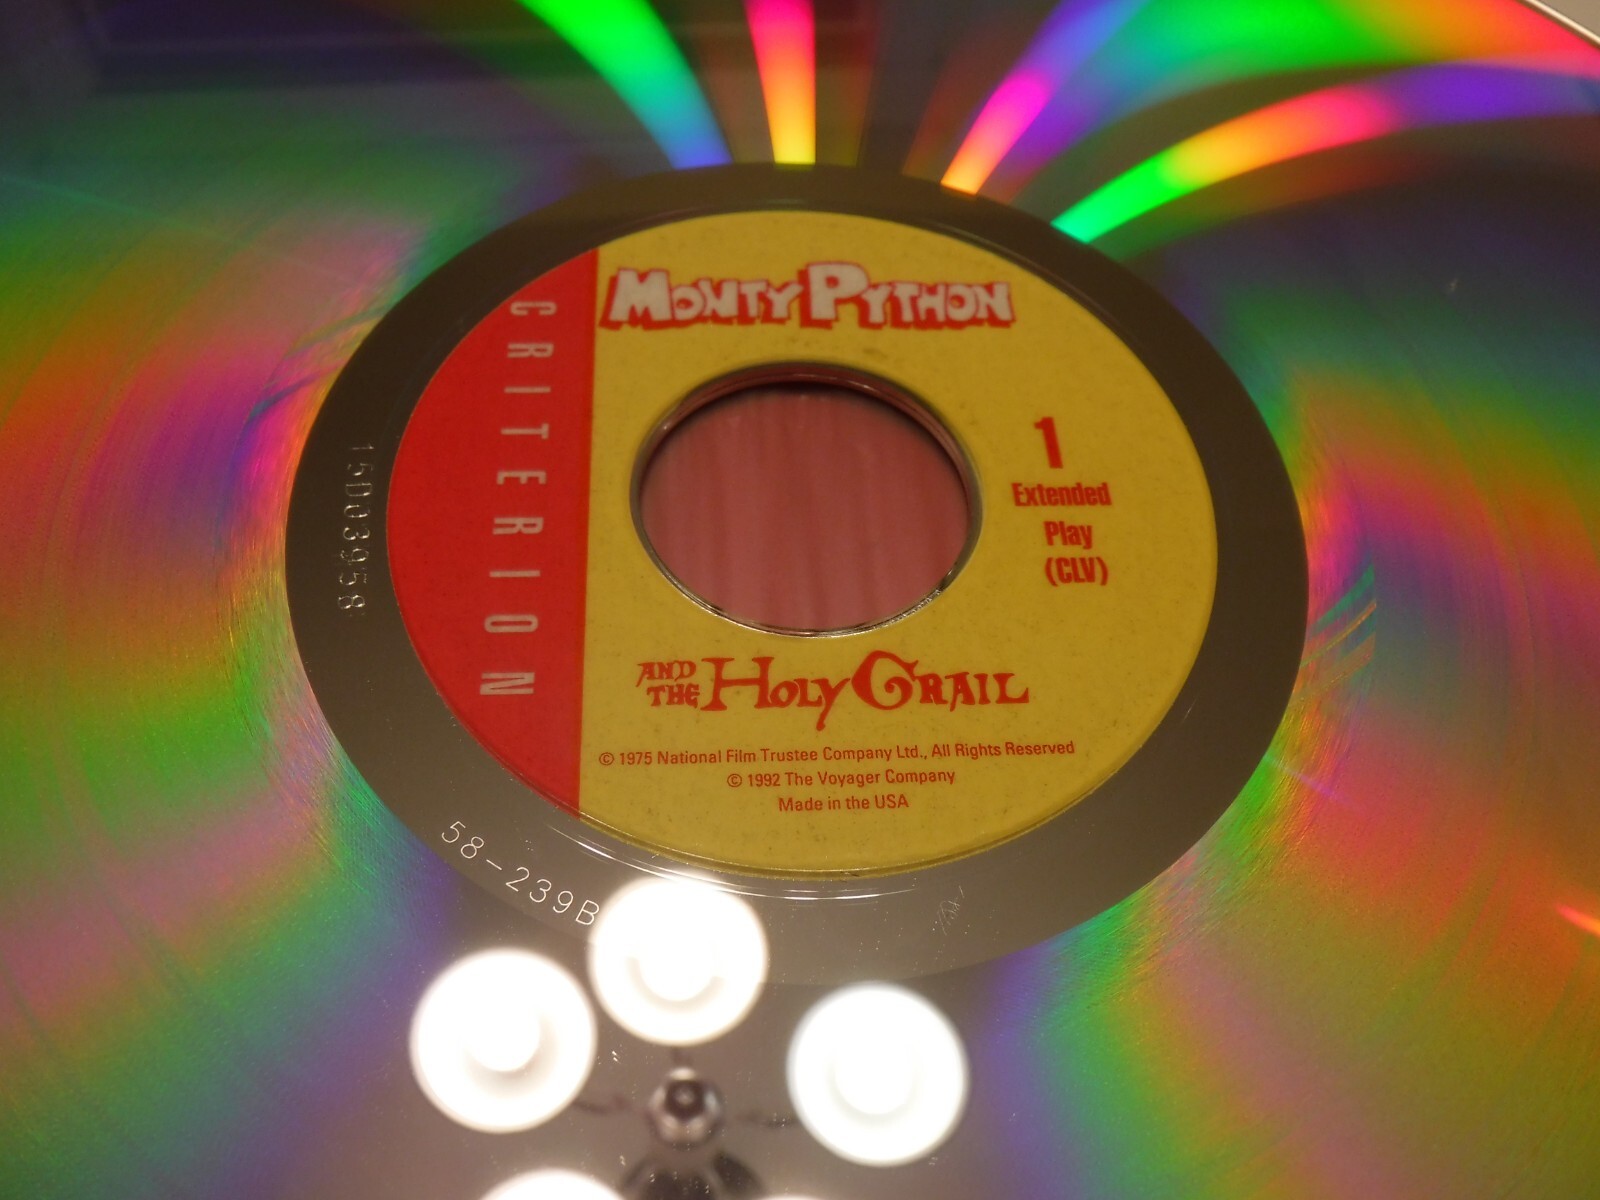 MONTY PYTHON
CRITERION
1
Extended
Play
(CLV)
AND THE HOLY GRAIL
© 1975 National Film Trustee Company Ltd., All Rights Reserved
© 1992 The Voyager Company
Made in the USA
15D03958
58-239B